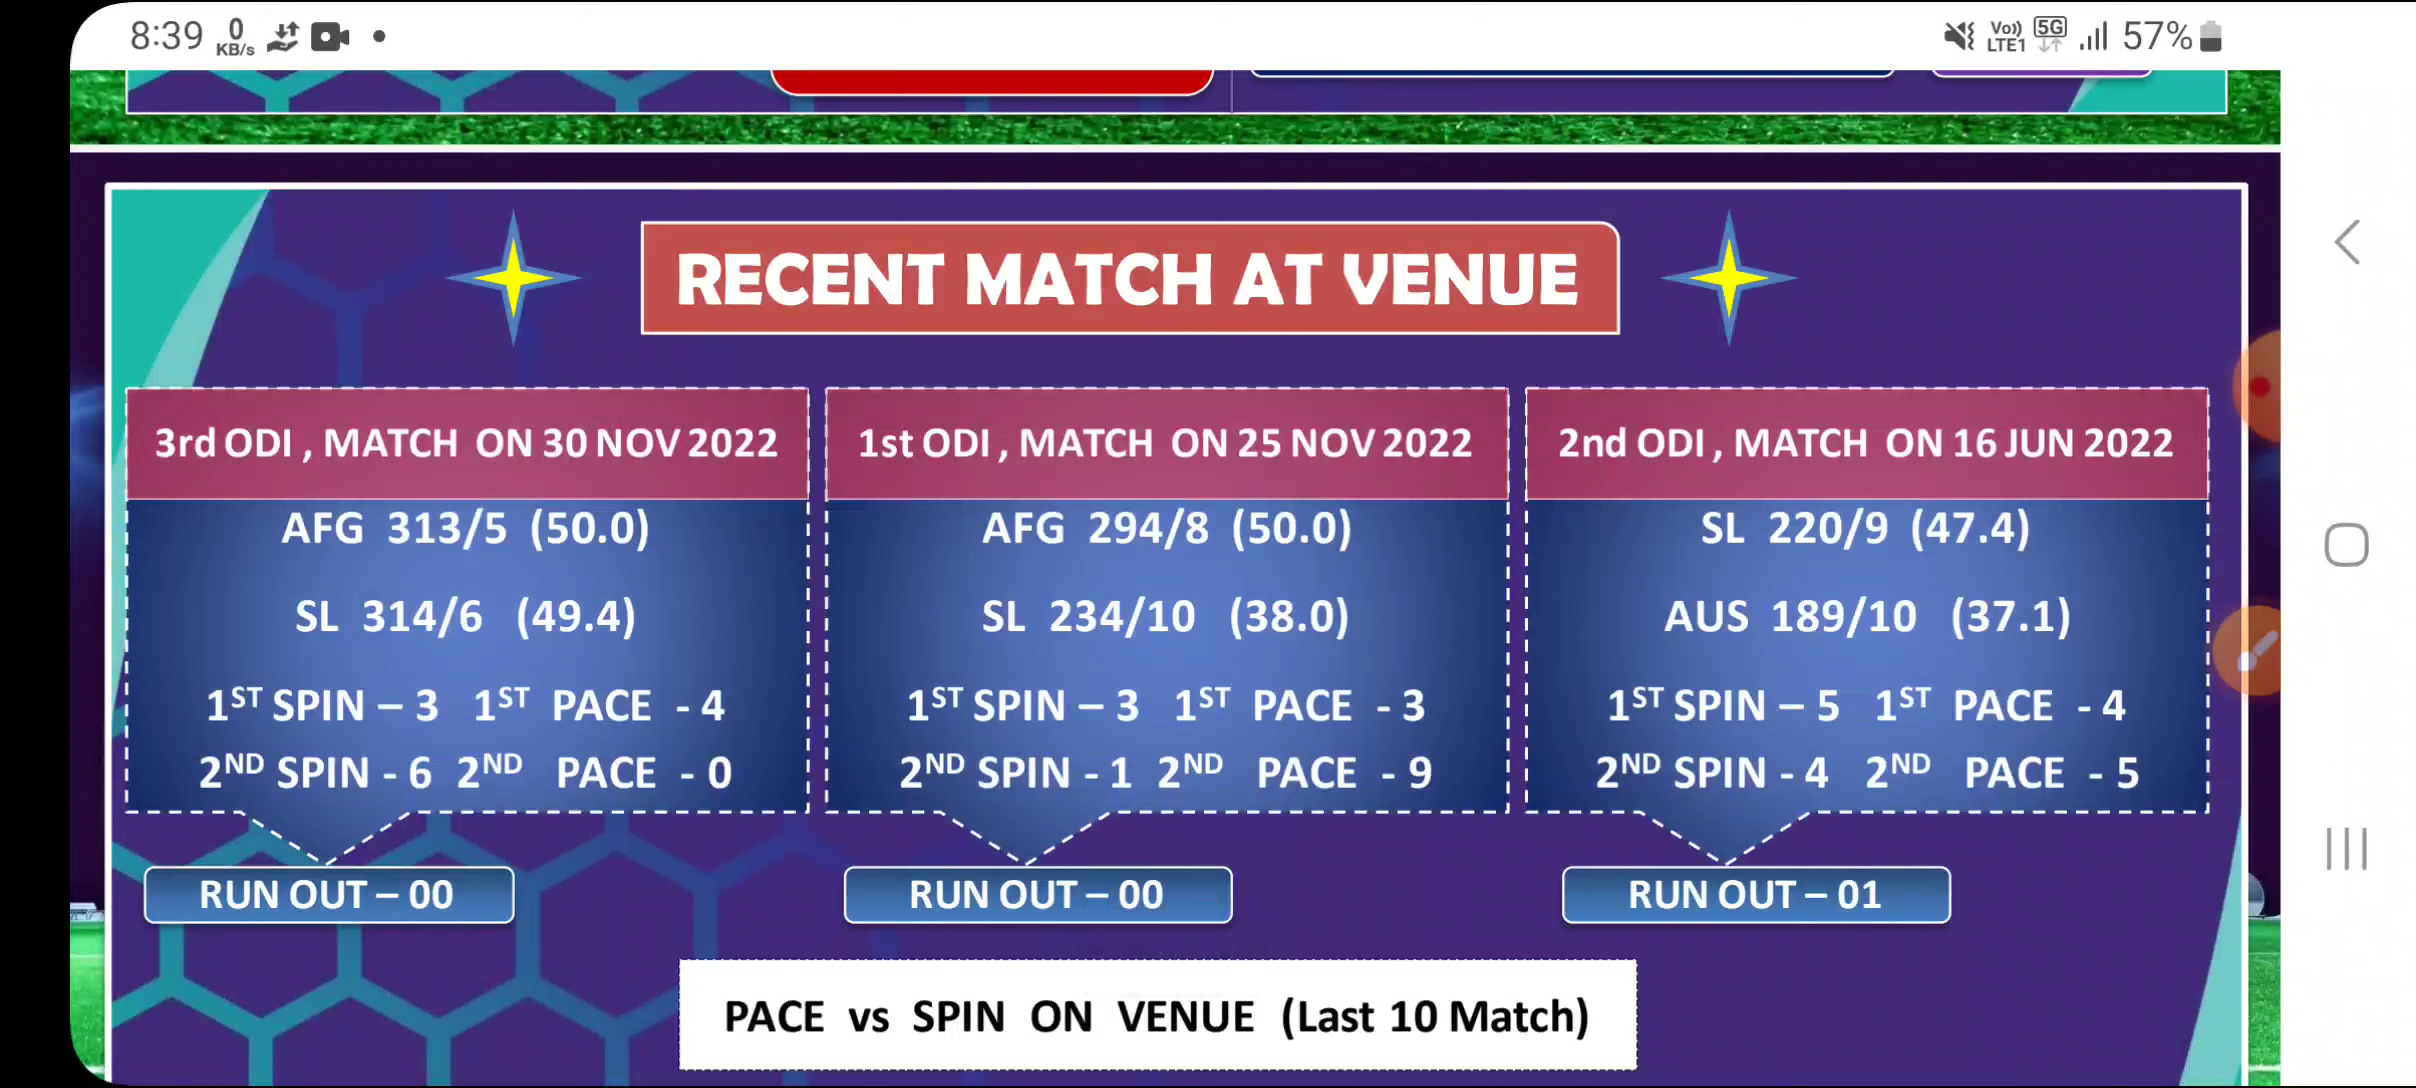 8:39 0 KB/s Vo)) LTE1 5G 57%
RECENT MATCH AT VENUE
3rd ODI , MATCH ON 30 NOV 2022
AFG 313/5 (50.0)
SL 314/6 (49.4)
1ST SPIN – 3 1ST PACE - 4
2ND SPIN - 6 2ND PACE - 0
RUN OUT – 00
1st ODI , MATCH ON 25 NOV 2022
AFG 294/8 (50.0)
SL 234/10 (38.0)
1ST SPIN – 3 1ST PACE - 3
2ND SPIN - 1 2ND PACE - 9
RUN OUT – 00
2nd ODI , MATCH ON 16 JUN 2022
SL 220/9 (47.4)
AUS 189/10 (37.1)
1ST SPIN – 5 1ST PACE - 4
2ND SPIN - 4 2ND PACE - 5
RUN OUT – 01
PACE vs SPIN ON VENUE (Last 10 Match)